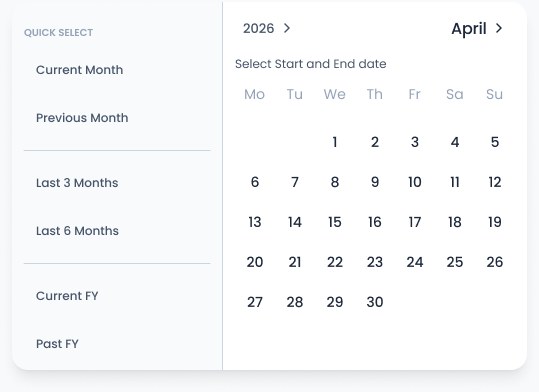 QUICK SELECT
Current Month
Previous Month
Last 3 Months
Last 6 Months
Current FY
Past FY
2026 > April >
Select Start and End date
Mo Tu We Th Fr Sa Su
1 2 3 4 5
6 7 8 9 10 11 12
13 14 15 16 17 18 19
20 21 22 23 24 25 26
27 28 29 30